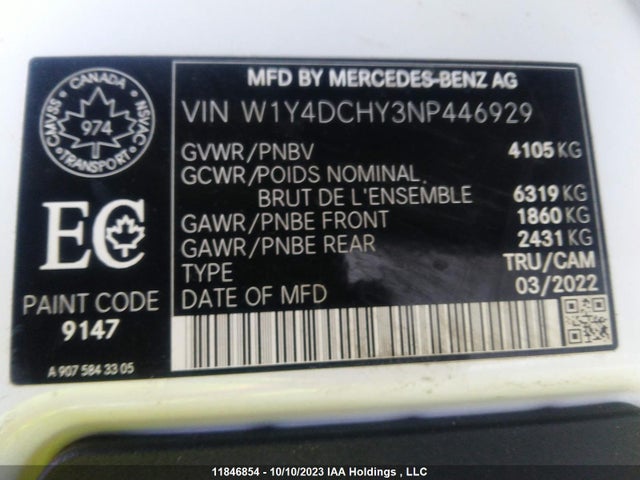 MFD BY MERCEDES-BENZ AG
CANADA
CMVSS 974 NSVAC
TRANSPORT
VIN W1Y4DCHY3NP446929
GVWR/PNBV 4105 KG
GCWR/POIDS NOMINAL.
BRUT DE L'ENSEMBLE 6319 KG
GAWR/PNBE FRONT 1860 KG
GAWR/PNBE REAR 2431 KG
TYPE TRU/CAM
DATE OF MFD 03/2022
EC
PAINT CODE
9147
A 907 584 33 05
11846854 - 10/10/2023 IAA Holdings , LLC